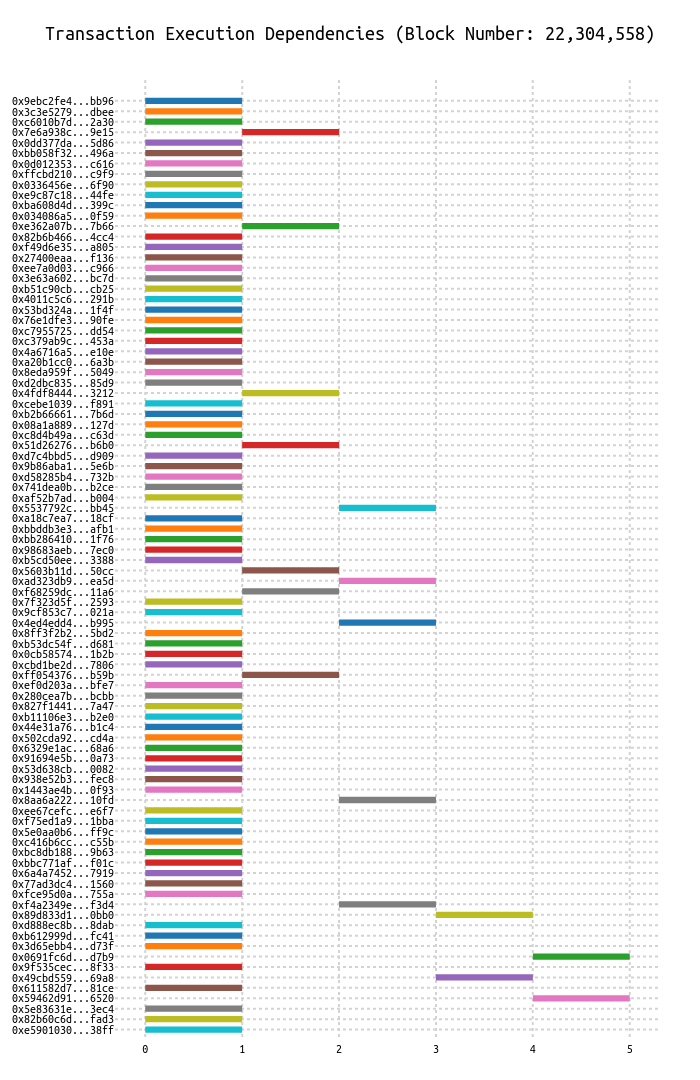 Transaction Execution Dependencies (Block Number: 22,304,558)
0x9ebc2fe4...bb96
0x3c3e5279...dbee
0xc6010b7d...2a30
0x7e6a938c...9e15
0x0dd377da...5d86
0xbb058f32...496a
0x0d012353...c616
0xffcbd210...c9f9
0x0336456e...6f90
0xe9c87c18...44fe
0xba608d4d...399c
0x034086a5...0f59
0xe362a07b...7b66
0x82b6b466...4cc4
0xf49d6e35...a805
0x27400eaa...f136
0xee7a0d03...c966
0x3e63a602...bc7d
0xb51c90cb...cb25
0x4011c5c6...291b
0x53bd324a...1f4f
0x76e1dfe3...90fe
0xc7955725...dd54
0xc379ab9c...453a
0x4a6716a5...e10e
0xa20b1cc0...6a3b
0x8eda959f...5049
0xd2dbc835...85d9
0x4fdf8444...3212
0xcebe1039...f891
0xb2b66661...7b6d
0x08a1a889...127d
0xc8d4b49a...c63d
0x51d26276...b6b0
0xd7c4bbd5...d909
0x9b86aba1...5e6b
0xd58285b4...732b
0x741dea0b...b2ce
0xaf52b7ad...b004
0x5537792c...bb45
0xa18c7ea7...18cf
0xbbddb3e3...afb1
0xbb286410...1f76
0x98683aeb...7ec0
0xb5cd50ee...3388
0x5603b11d...50cc
0xad323db9...ea5d
0xf68259dc...11a6
0x7f323d5f...2593
0x9cf853c7...021a
0x4ed4edd4...b995
0x8ff3f2b2...5bd2
0xb53dc54f...d681
0x0cb58574...1b2b
0xcbd1be2d...7806
0xff054376...b59b
0xef0d203a...bfe7
0x280cea7b...bcbb
0x827f1441...7a47
0xb11106e3...b2e0
0x44e31a76...b1c4
0x502cda92...cd4a
0x6329e1ac...68a6
0x91694e5b...0a73
0x53d638cb...0082
0x938e52b3...fec8
0x1443ae4b...0f93
0x8aa6a222...10fd
0xee67cefc...e6f7
0xf75ed1a9...1bba
0x5e0aa0b6...ff9c
0xc416b6cc...c55b
0xbc8db188...9b63
0xbbc771af...f01c
0x6a4a7452...7919
0x77ad3dc4...1560
0xfce95d0a...755a
0xf4a2349e...f3d4
0x89d833d1...0bb0
0xd888ec8b...8dab
0xb612999d...fc41
0x3d65ebb4...d73f
0x0691fc6d...d7b9
0x9f535cec...8f33
0x49cbd559...69a8
0x611582d7...81ce
0x59462d91...6520
0x5e83631e...3ec4
0x82b60c6d...fad3
0xe5901030...38ff
0 1 2 3 4 5